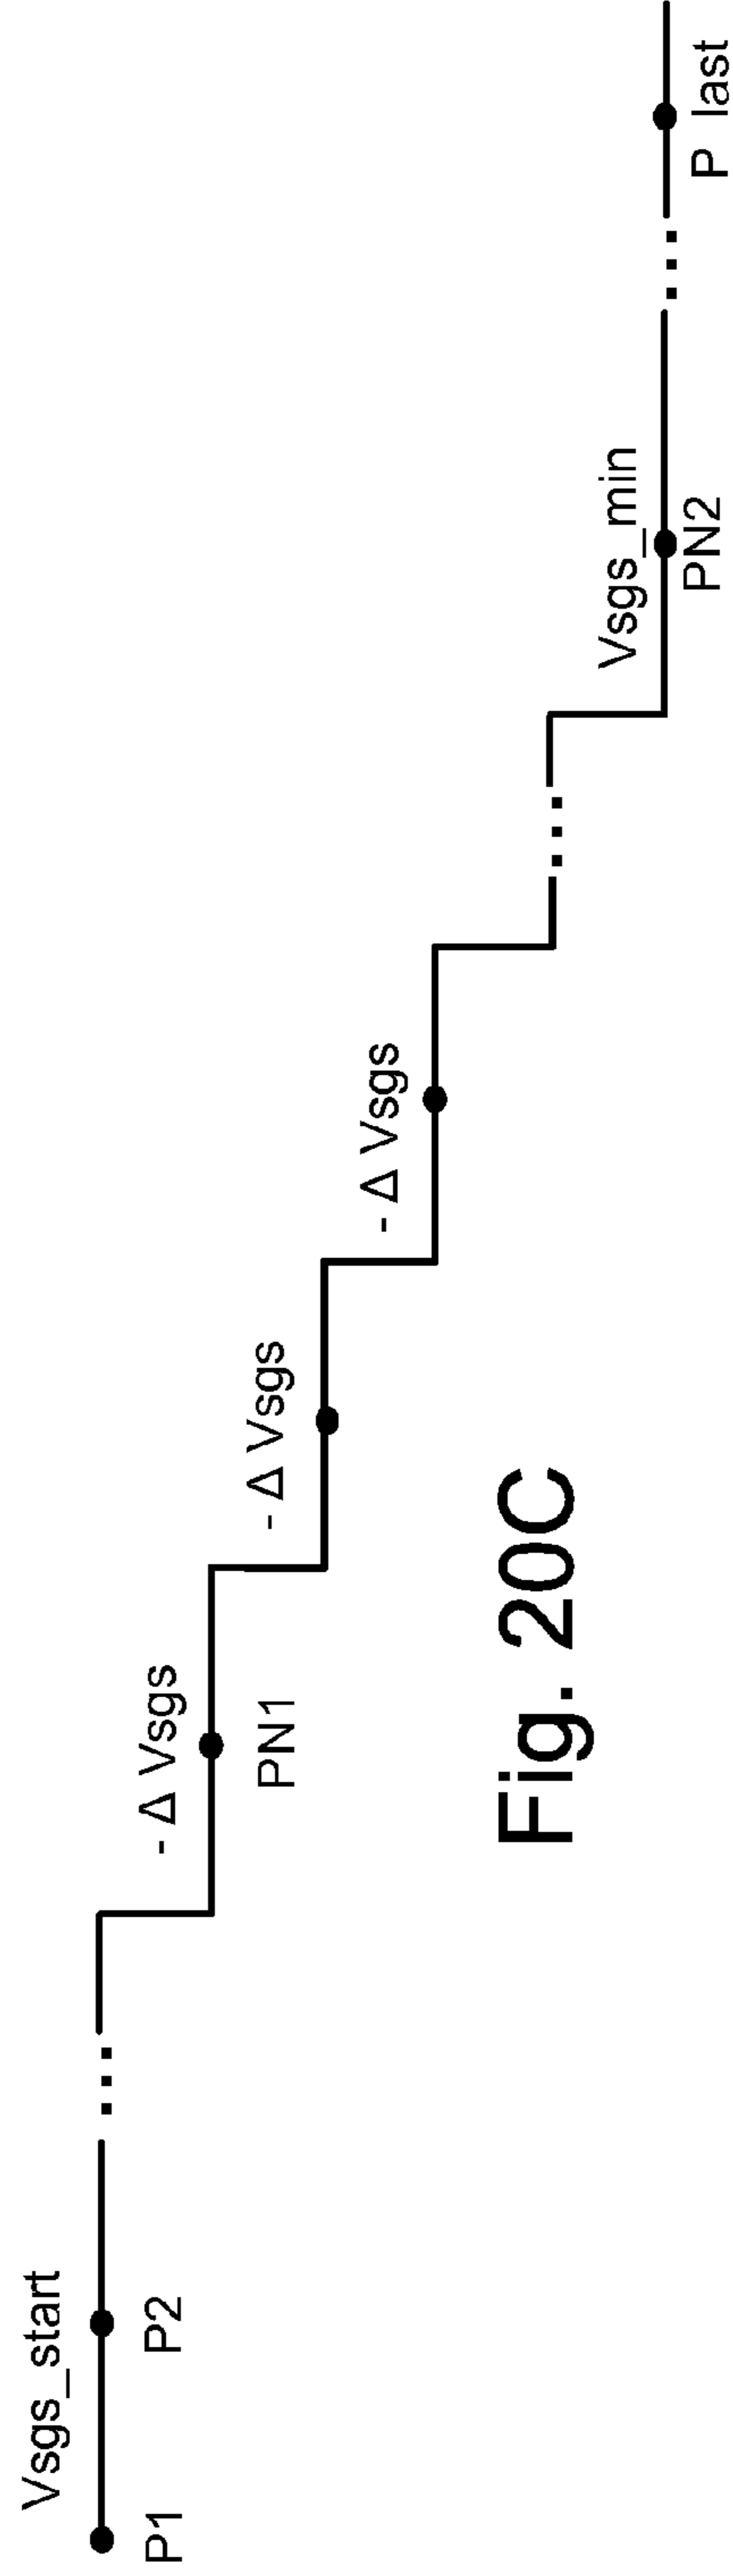 Vsgs_start
P1
P2
- Δ Vsgs
PN1
- Δ Vsgs
- Δ Vsgs
Vsgs_min
PN2
P last
Fig. 20C